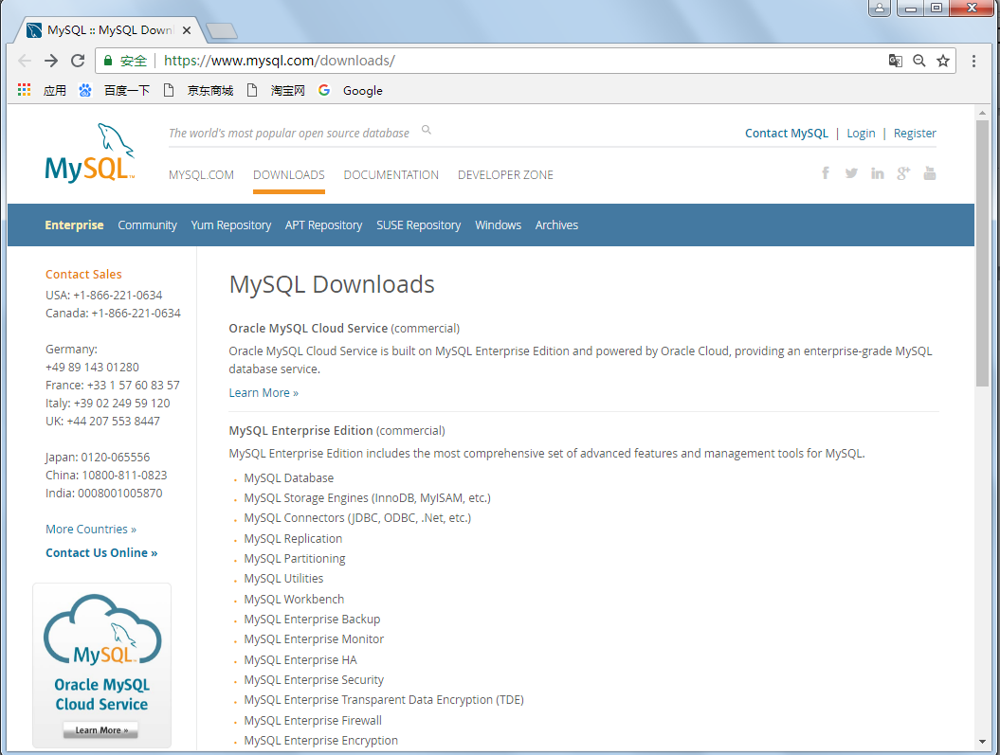 MySQL :: MySQL Downl
安全 https://www.mysql.com/downloads/
应用 百度一下 京东商城 淘宝网 G Google
MySQL™
The world's most popular open source database
Contact MySQL | Login | Register
MYSQL.COM DOWNLOADS DOCUMENTATION DEVELOPER ZONE
Enterprise Community Yum Repository APT Repository SUSE Repository Windows Archives
Contact Sales
USA: +1-866-221-0634
Canada: +1-866-221-0634
Germany:
+49 89 143 01280
France: +33 1 57 60 83 57
Italy: +39 02 249 59 120
UK: +44 207 553 8447
Japan: 0120-065556
China: 10800-811-0823
India: 0008001005870
More Countries »
Contact Us Online »
MySQL™
Oracle MySQL
Cloud Service
Learn More »
MySQL Downloads
Oracle MySQL Cloud Service (commercial)
Oracle MySQL Cloud Service is built on MySQL Enterprise Edition and powered by Oracle Cloud, providing an enterprise-grade MySQL
database service.
Learn More »
MySQL Enterprise Edition (commercial)
MySQL Enterprise Edition includes the most comprehensive set of advanced features and management tools for MySQL.
MySQL Database
MySQL Storage Engines (InnoDB, MyISAM, etc.)
MySQL Connectors (JDBC, ODBC, .Net, etc.)
MySQL Replication
MySQL Partitioning
MySQL Utilities
MySQL Workbench
MySQL Enterprise Backup
MySQL Enterprise Monitor
MySQL Enterprise HA
MySQL Enterprise Security
MySQL Enterprise Transparent Data Encryption (TDE)
MySQL Enterprise Firewall
MySQL Enterprise Encryption